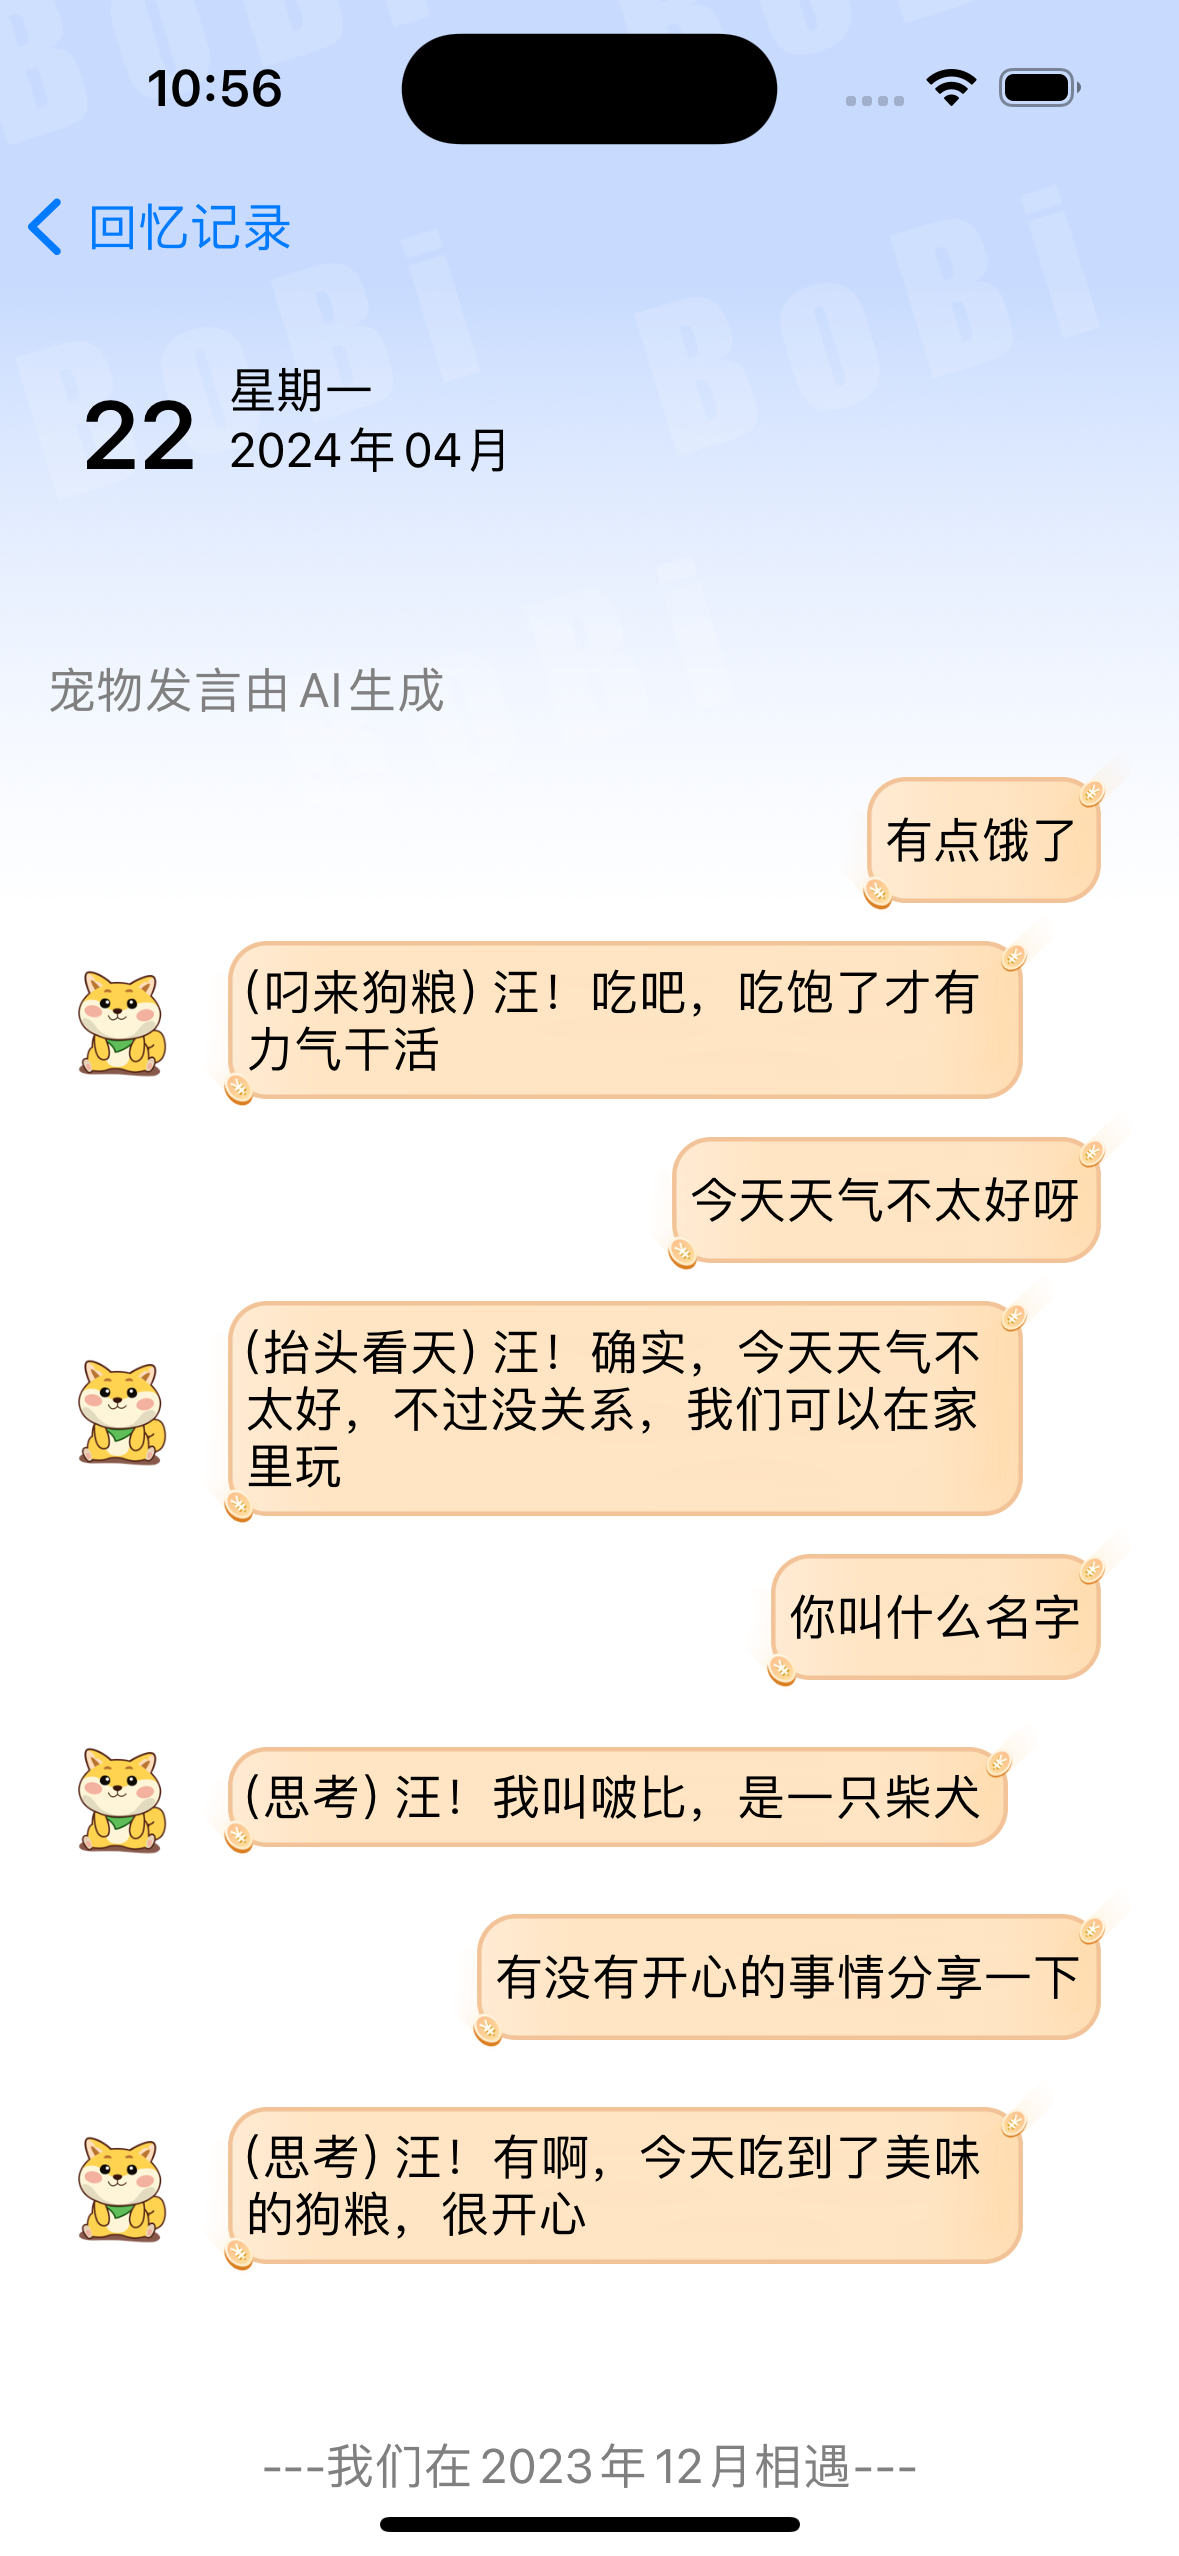 BOBi
BOBi
10:56
回忆记录
BOBi
BOBi
22
星期一
2024年04月
BOBi
宠物发言由AI生成
有点饿了
(叼来狗粮) 汪！吃吧，吃饱了才有
力气干活
今天天气不太好呀
(抬头看天) 汪！确实，今天天气不
太好，不过没关系，我们可以在家
里玩
你叫什么名字
(思考) 汪！我叫啵比，是一只柴犬
有没有开心的事情分享一下
(思考) 汪！有啊，今天吃到了美味
的狗粮，很开心
---我们在2023年12月相遇---